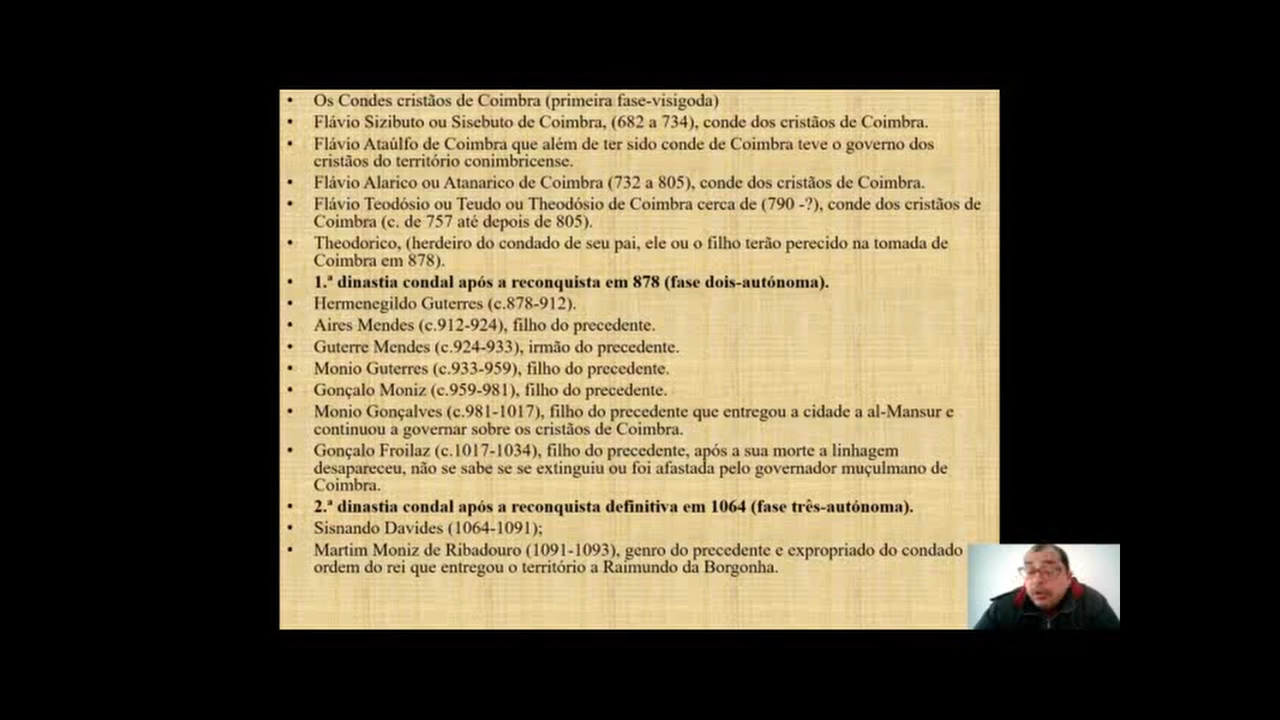 • Os Condes cristãos de Coimbra (primeira fase-visigoda)
• Flávio Sizibuto ou Sisebuto de Coimbra, (682 a 734), conde dos cristãos de Coimbra.
• Flávio Ataúlfo de Coimbra que além de ter sido conde de Coimbra teve o governo dos
cristãos do território conimbricense.
• Flávio Alarico ou Atanarico de Coimbra (732 a 805), conde dos cristãos de Coimbra.
• Flávio Teodósio ou Teudo ou Theodósio de Coimbra cerca de (790 -?), conde dos cristãos de
Coimbra (c. de 757 até depois de 805).
• Theodorico, (herdeiro do condado de seu pai, ele ou o filho terão perecido na tomada de
Coimbra em 878).
• 1.ª dinastia condal após a reconquista em 878 (fase dois-autónoma).
• Hermenegildo Guterres (c.878-912).
• Aires Mendes (c.912-924), filho do precedente.
• Guterre Mendes (c.924-933), irmão do precedente.
• Monio Guterres (c.933-959), filho do precedente.
• Gonçalo Moniz (c.959-981), filho do precedente.
• Monio Gonçalves (c.981-1017), filho do precedente que entregou a cidade a al-Mansur e
continuou a governar sobre os cristãos de Coimbra.
• Gonçalo Froilaz (c.1017-1034), filho do precedente, após a sua morte a linhagem
desapareceu, não se sabe se se extinguiu ou foi afastada pelo governador muçulmano de
Coimbra.
• 2.ª dinastia condal após a reconquista definitiva em 1064 (fase três-autónoma).
• Sisnando Davides (1064-1091);
• Martim Moniz de Ribadouro (1091-1093), genro do precedente e expropriado do condado
ordem do rei que entregou o território a Raimundo da Borgonha.